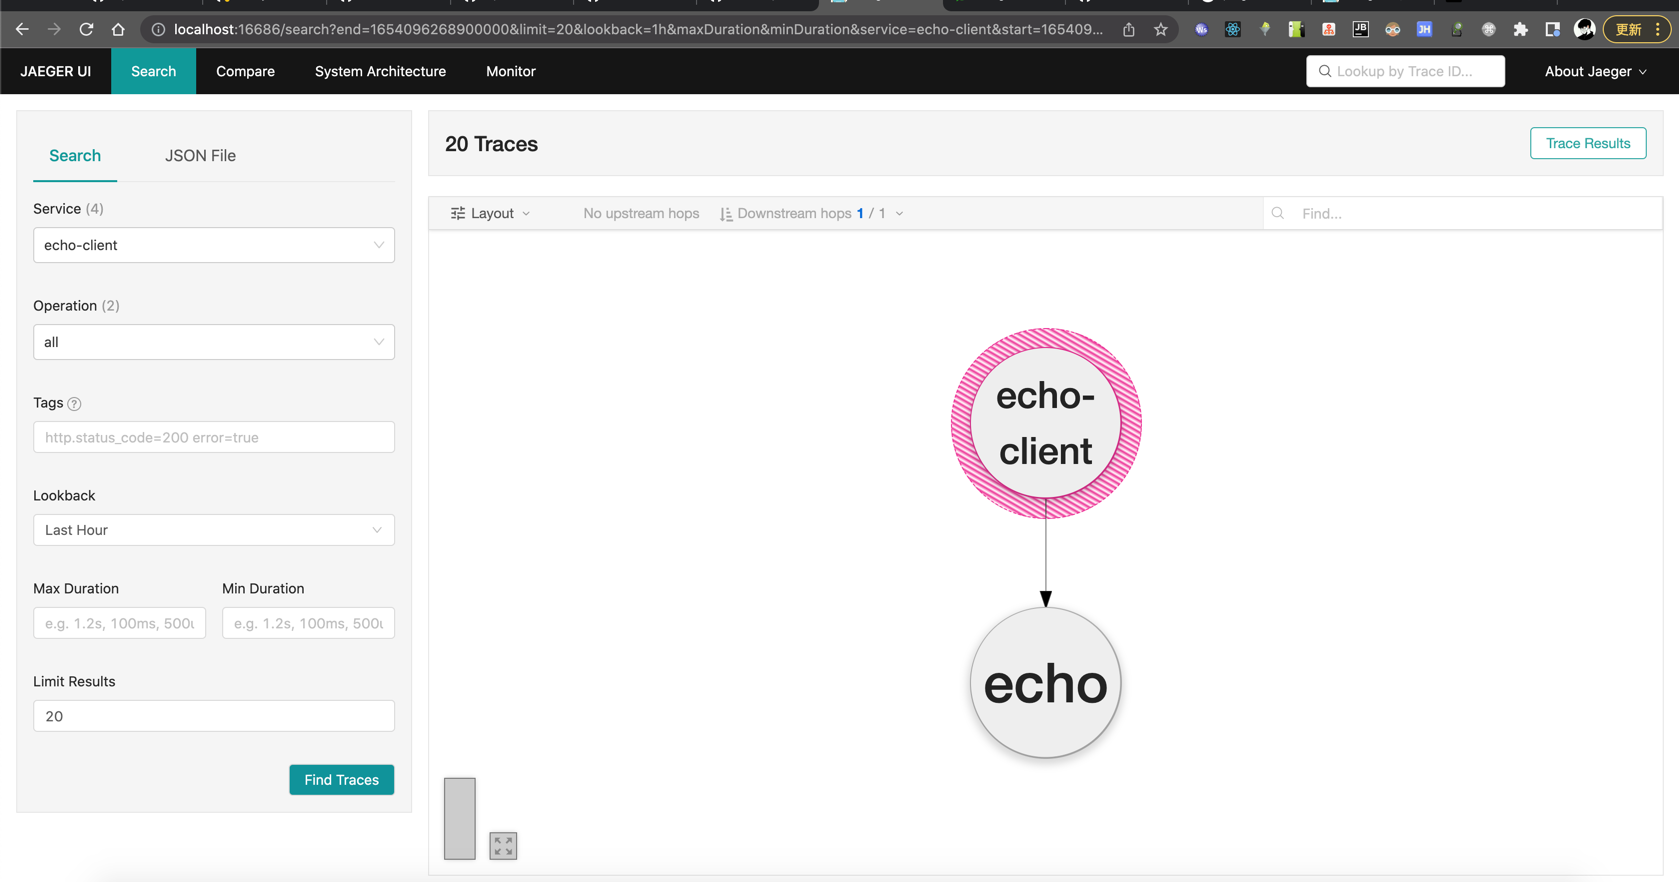 localhost:16686/search?end=1654096268900000&limit=20&lookback=1h&maxDuration&minDuration&service=echo-client&start=165409...
JB
JH
更新
JAEGER UI
Search
Compare
System Architecture
Monitor
Lookup by Trace ID...
About Jaeger
Search
JSON File
Service (4)
echo-client
Operation (2)
all
Tags ?
http.status_code=200 error=true
Lookback
Last Hour
Max Duration
Min Duration
e.g. 1.2s, 100ms, 500u
e.g. 1.2s, 100ms, 500u
Limit Results
20
Find Traces
20 Traces
Trace Results
Layout
No upstream hops
Downstream hops 1 / 1
Find...
echo-
client
echo